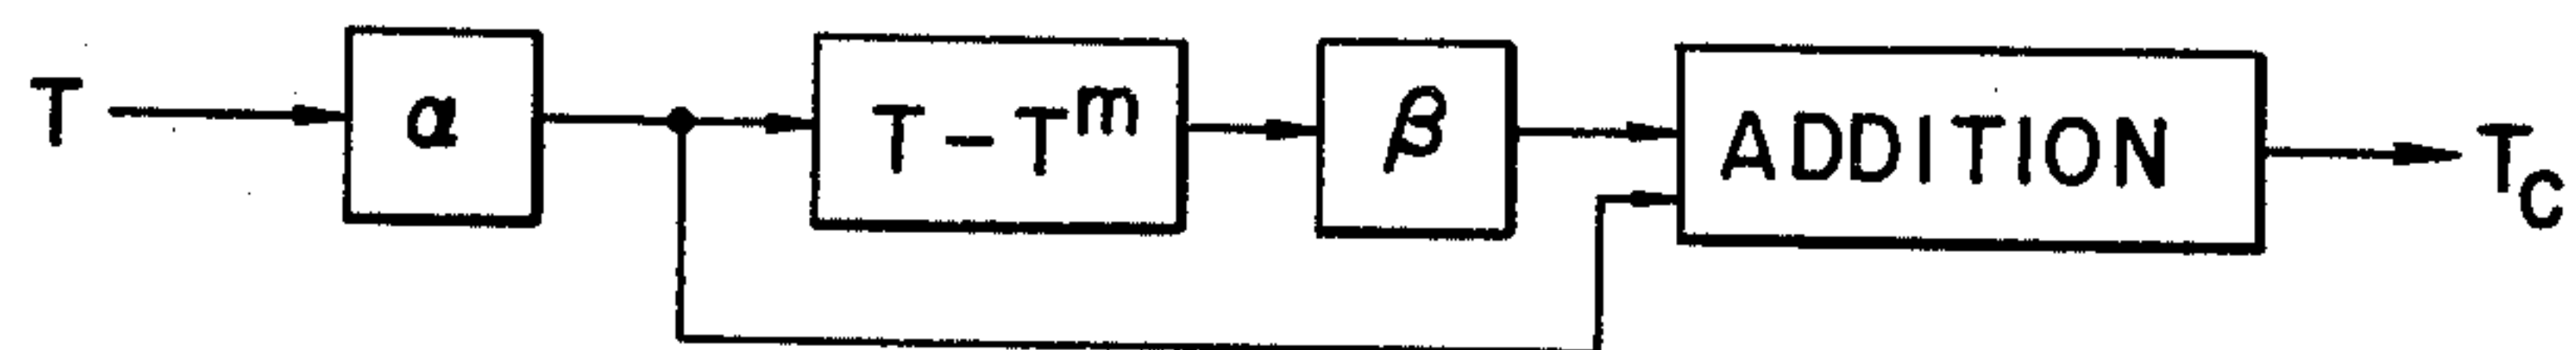 T α T - T^m β ADDITION T_C